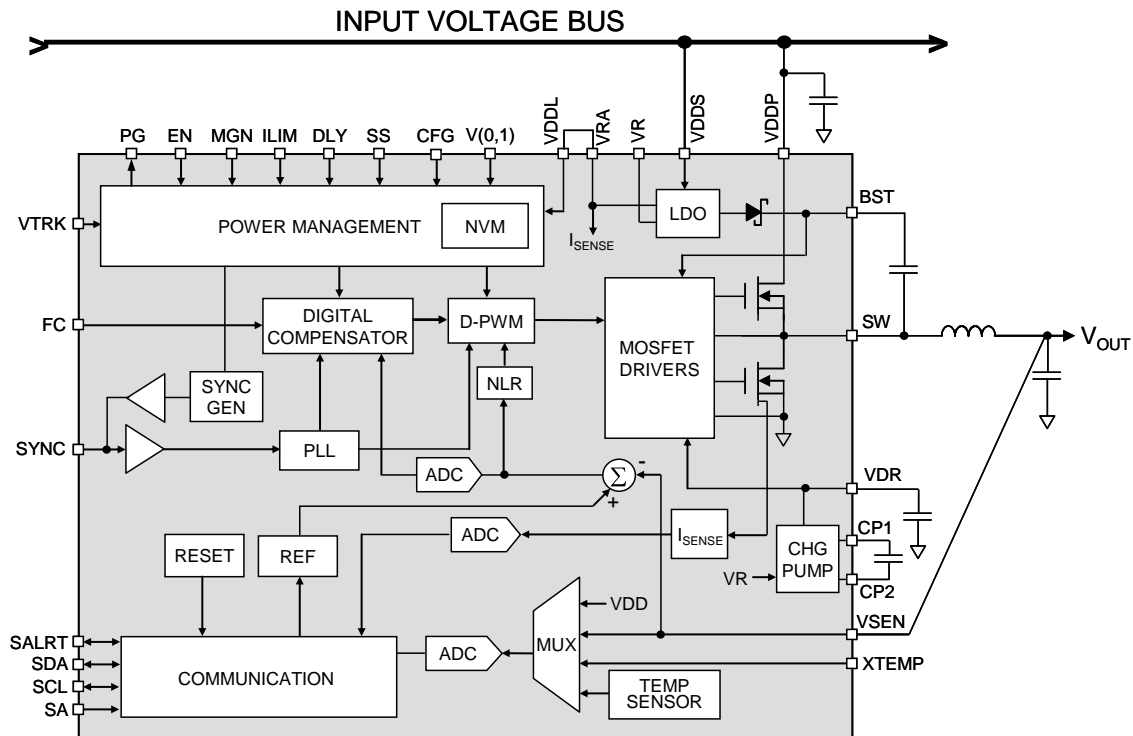 INPUT VOLTAGE BUS
PG
EN
MGN
ILIM
DLY
SS
CFG
V(0,1)
VDDL
VRA
VR
VDDS
VDDP
VTRK
POWER MANAGEMENT
NVM
I_SENSE
LDO
BST
FC
DIGITAL
COMPENSATOR
D-PWM
MOSFET
DRIVERS
SW
V_OUT
SYNC
GEN
NLR
SYNC
PLL
ADC
Σ
-
+
VDR
RESET
REF
ADC
I_SENSE
CHG
PUMP
VR
CP1
CP2
VDD
VSEN
MUX
XTEMP
SALRT
SDA
SCL
SA
COMMUNICATION
ADC
TEMP
SENSOR